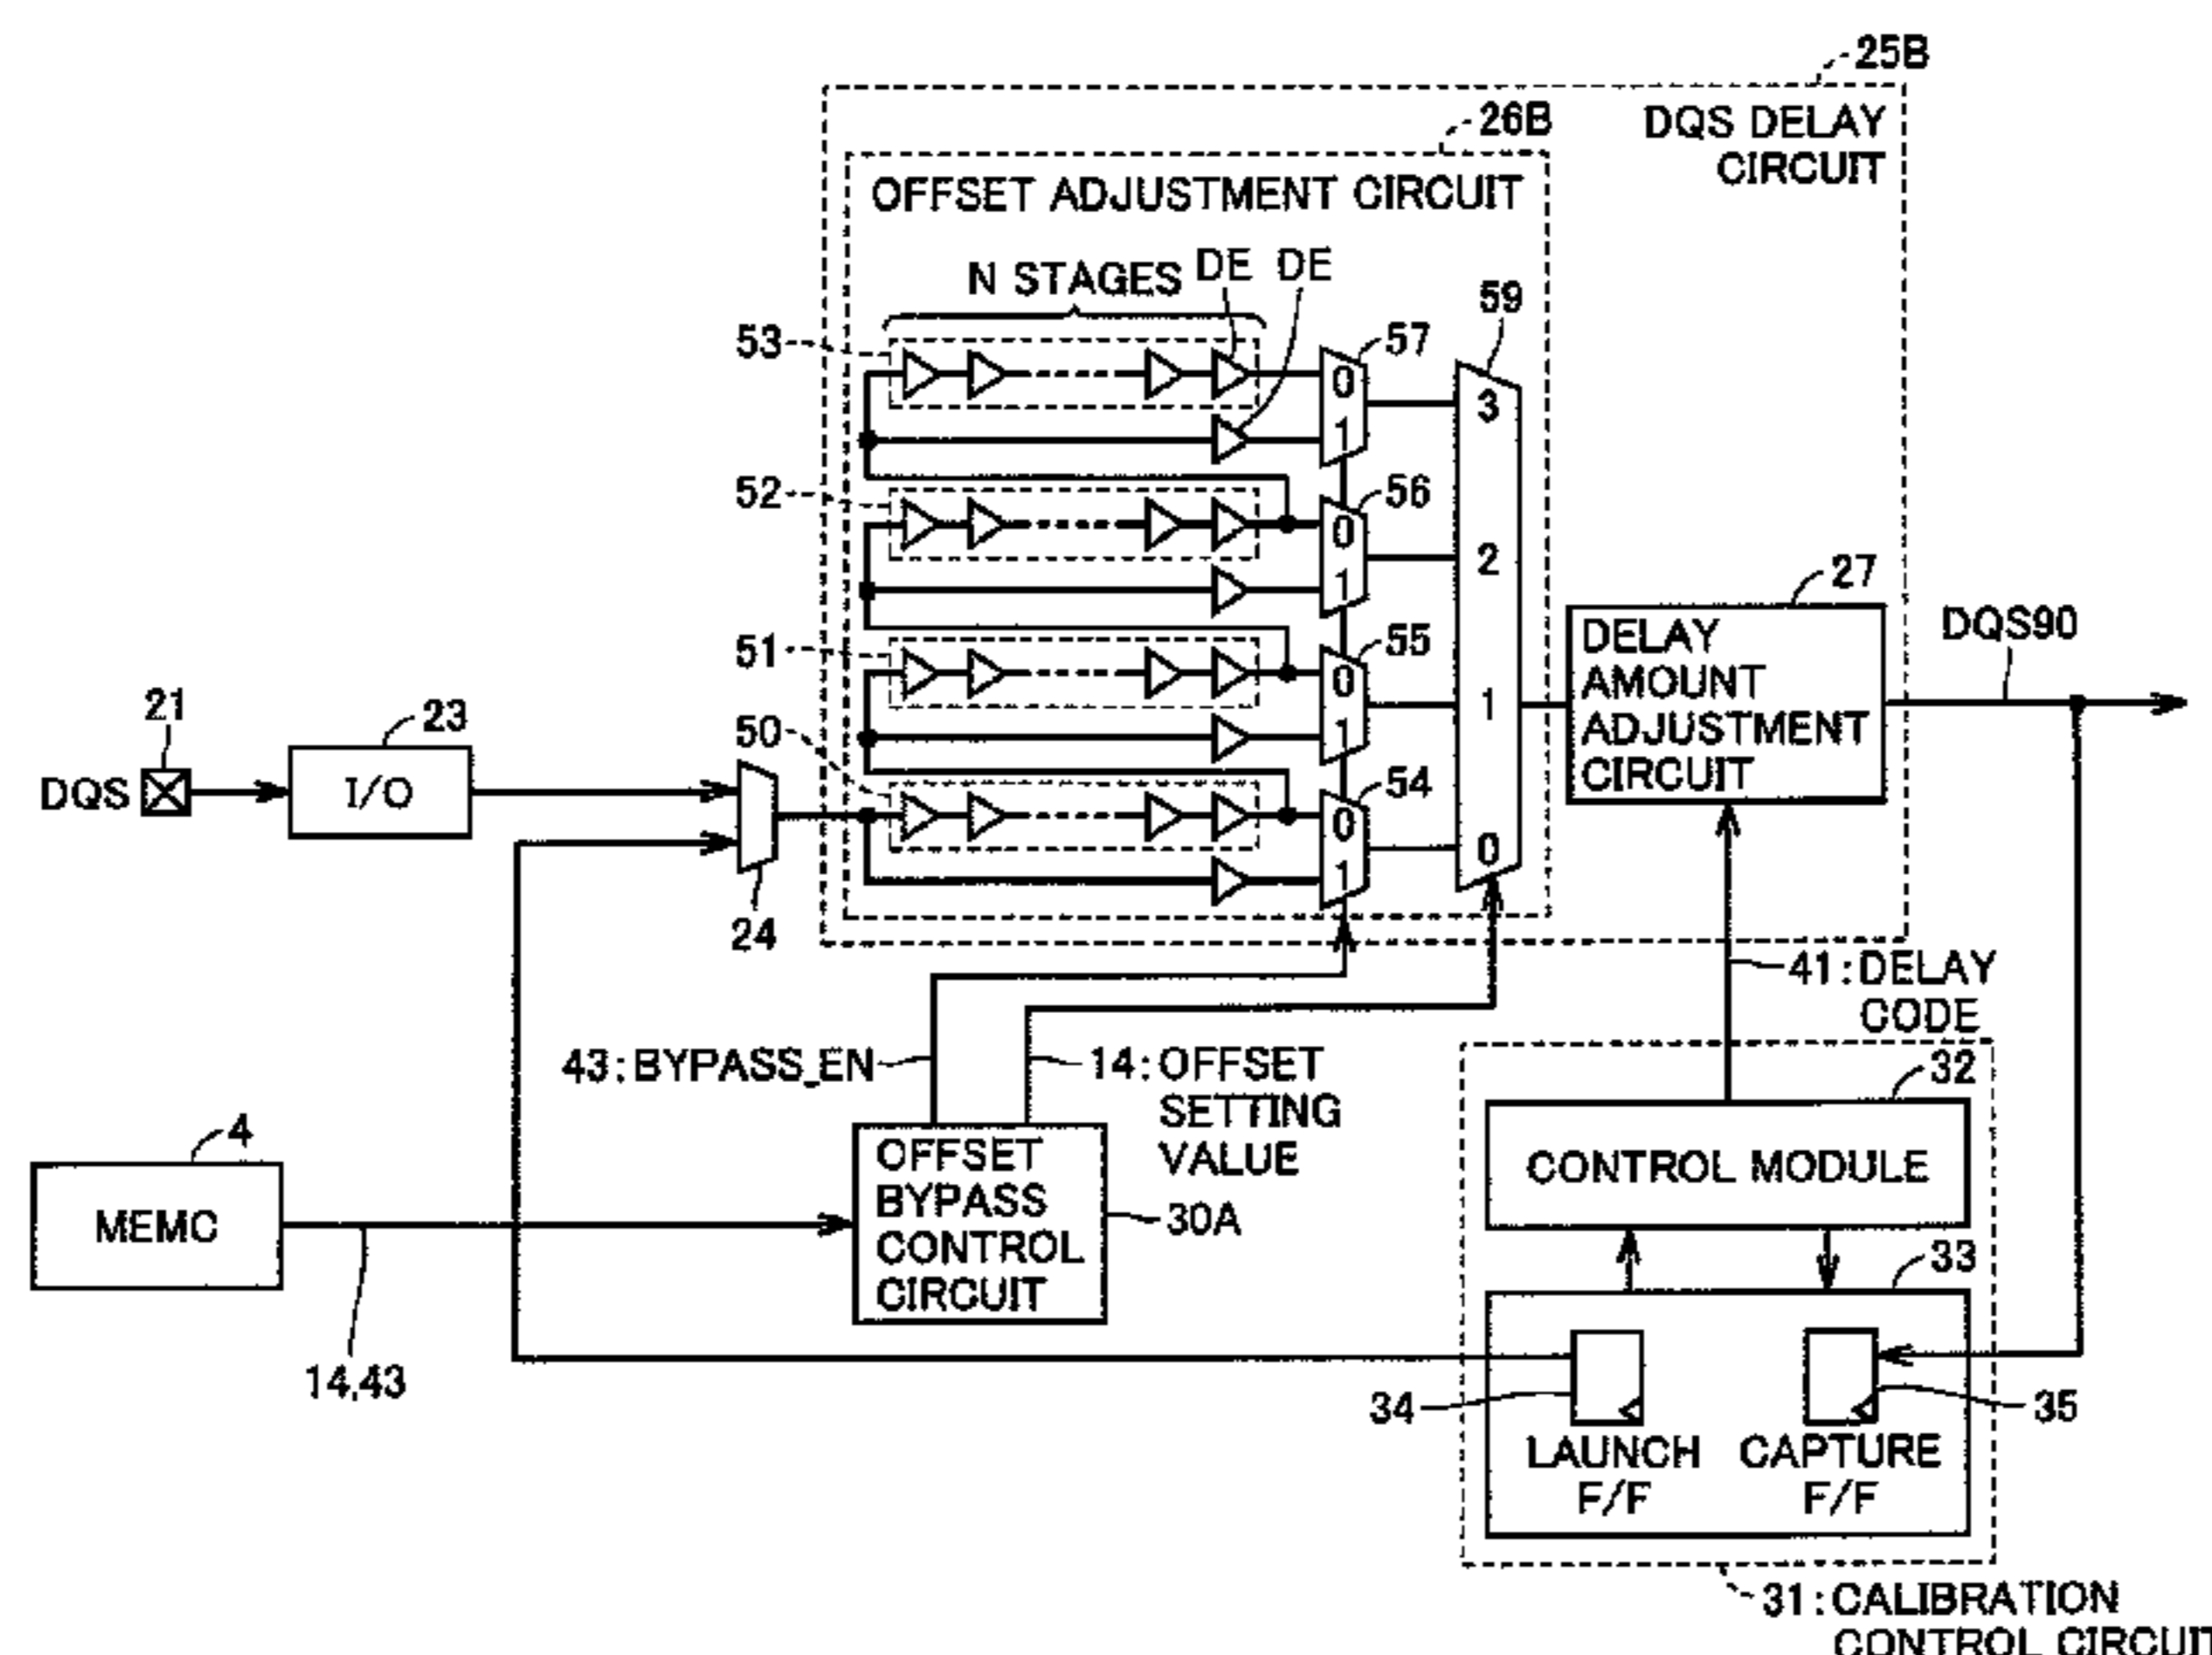 25B
DQS DELAY
CIRCUIT
26B
OFFSET ADJUSTMENT CIRCUIT
N STAGES
DE
DE
59
53
57
0
1
3
52
56
0
1
2
51
55
0
1
1
50
54
0
1
0
27
DELAY
AMOUNT
ADJUSTMENT
CIRCUIT
DQS90
21
DQS
23
I/O
24
41:DELAY
CODE
43:BYPASS_EN
14:OFFSET
SETTING
VALUE
4
MEMC
14,43
OFFSET
BYPASS
CONTROL
CIRCUIT
30A
32
CONTROL MODULE
33
34
35
LAUNCH
F/F
CAPTURE
F/F
31:CALIBRATION
CONTROL CIRCUIT